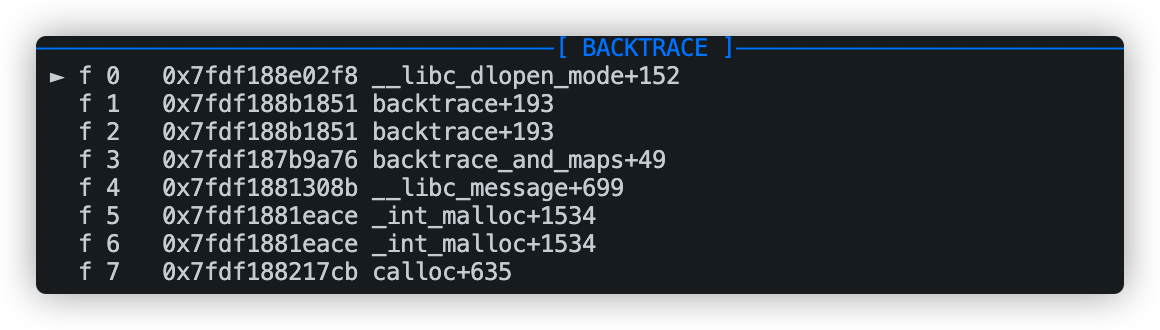 [ BACKTRACE ]
► f 0   0x7fdf188e02f8 __libc_dlopen_mode+152
f 1   0x7fdf188b1851 backtrace+193
f 2   0x7fdf188b1851 backtrace+193
f 3   0x7fdf187b9a76 backtrace_and_maps+49
f 4   0x7fdf1881308b __libc_message+699
f 5   0x7fdf1881eace _int_malloc+1534
f 6   0x7fdf1881eace _int_malloc+1534
f 7   0x7fdf188217cb calloc+635